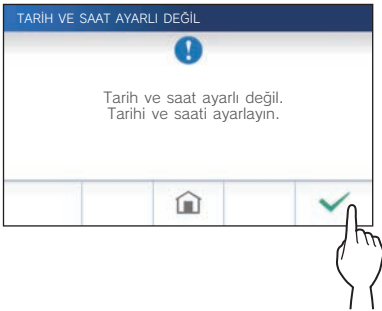 TARİH VE SAAT AYARLI DEĞİL
Tarih ve saat ayarlı değil.
Tarihi ve saati ayarlayın.